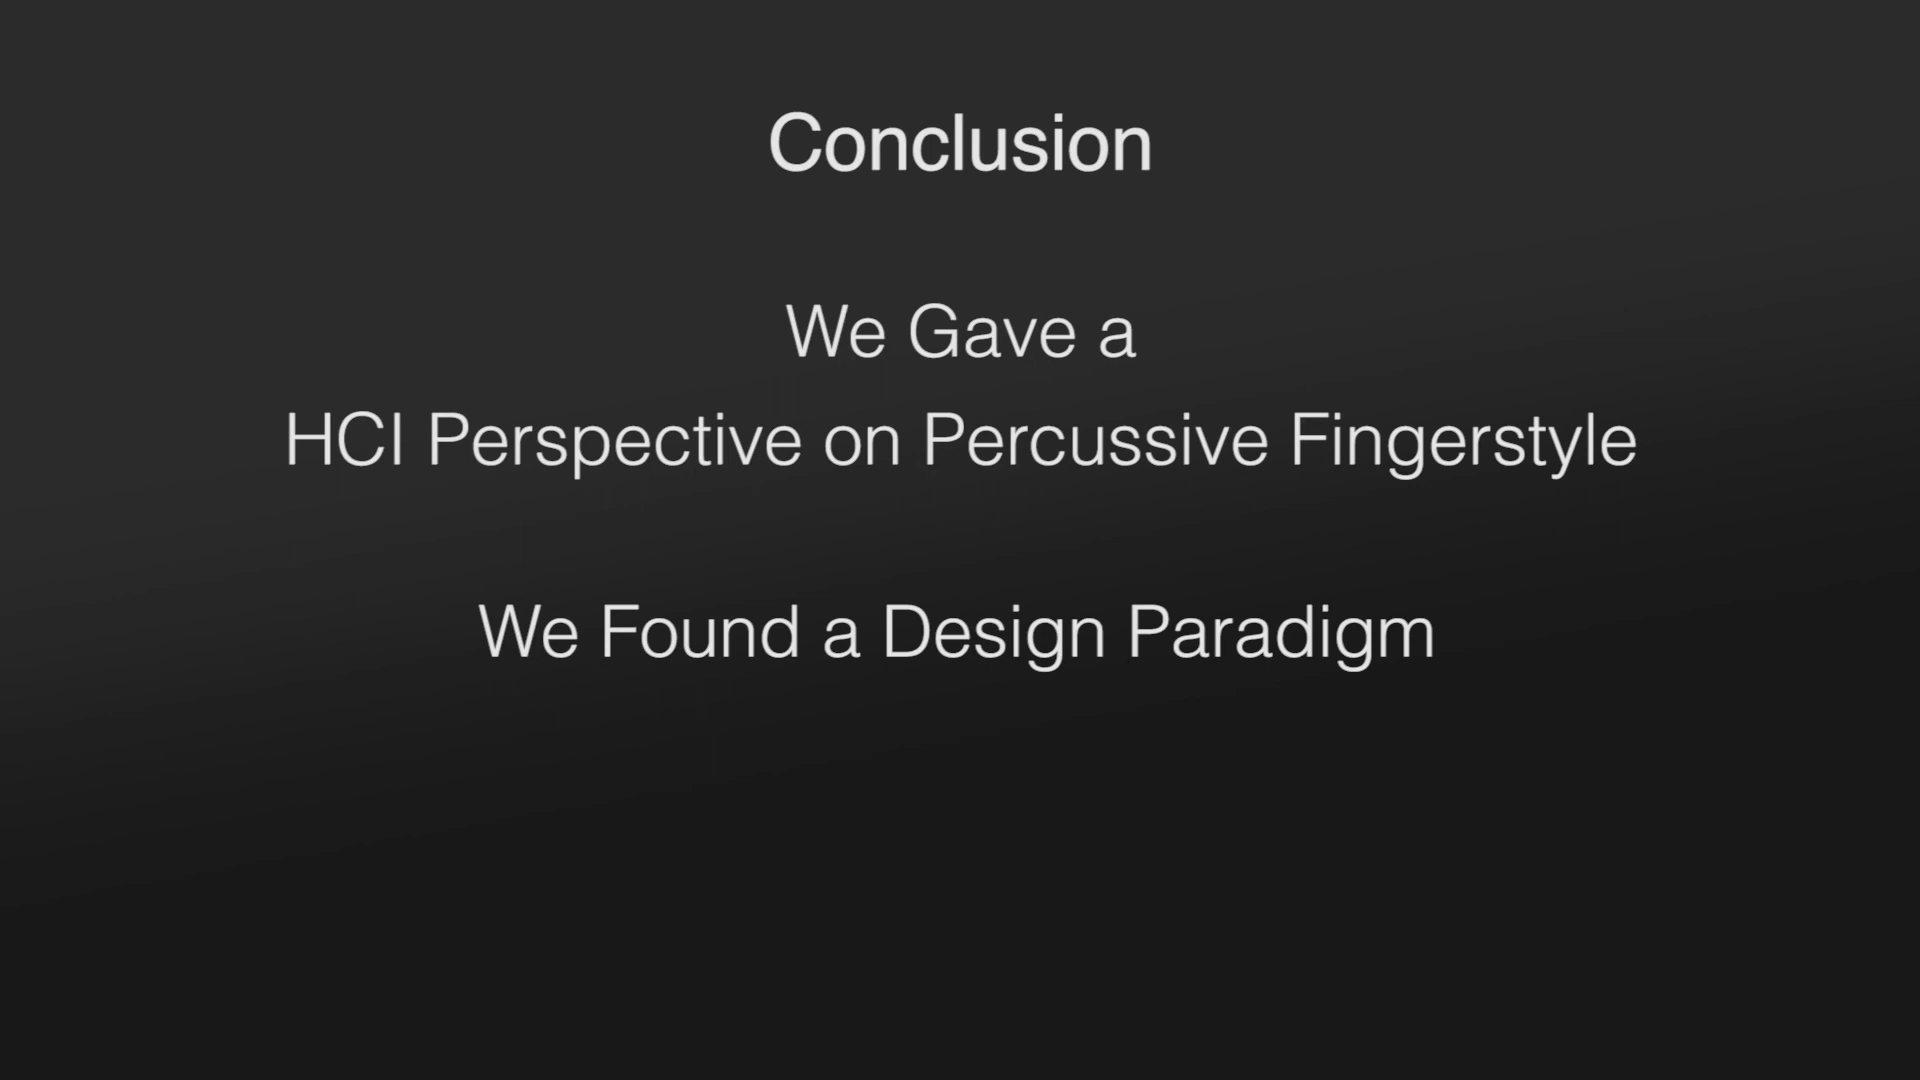 Conclusion
We Gave a
HCI Perspective on Percussive Fingerstyle
We Found a Design Paradigm